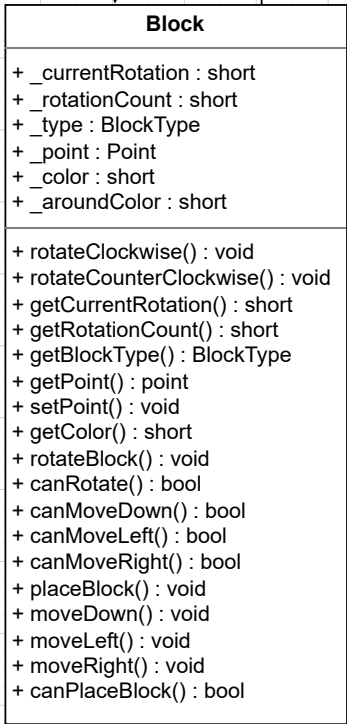 Block
+ _currentRotation : short
+ _rotationCount : short
+ _type : BlockType
+ _point : Point
+ _color : short
+ _aroundColor : short
+ rotateClockwise() : void
+ rotateCounterClockwise() : void
+ getCurrentRotation() : short
+ getRotationCount() : short
+ getBlockType() : BlockType
+ getPoint() : point
+ setPoint() : void
+ getColor() : short
+ rotateBlock() : void
+ canRotate() : bool
+ canMoveDown() : bool
+ canMoveLeft() : bool
+ canMoveRight() : bool
+ placeBlock() : void
+ moveDown() : void
+ moveLeft() : void
+ moveRight() : void
+ canPlaceBlock() : bool